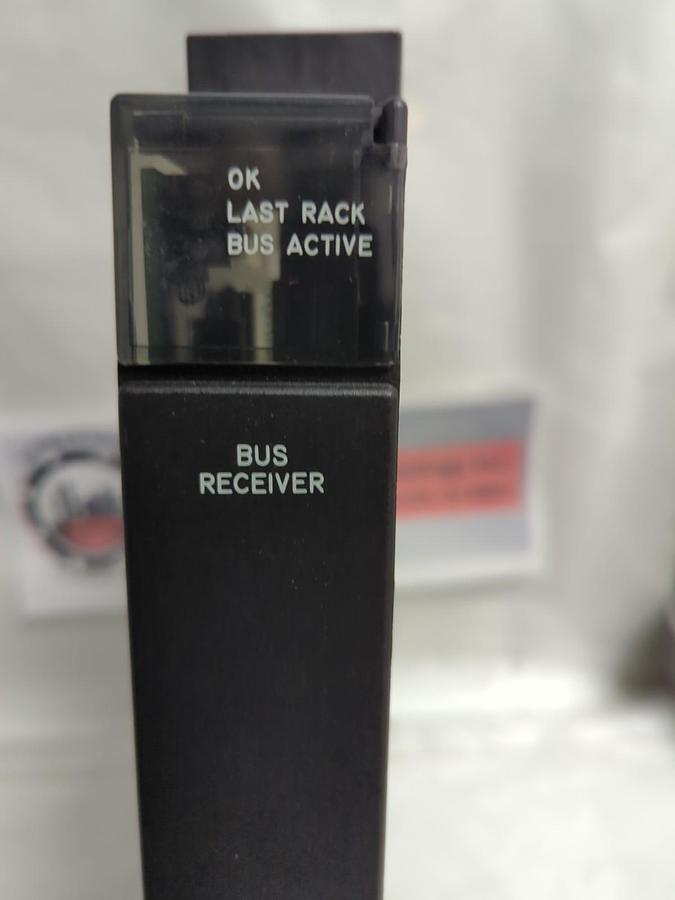 OK
LAST RACK
BUS ACTIVE
BUS
RECEIVER